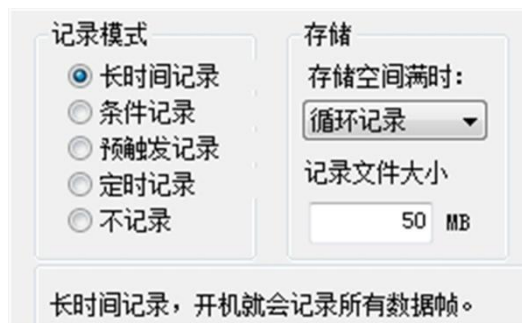 记录模式
长时间记录
条件记录
预触发记录
定时记录
不记录
存储
存储空间满时:
循环记录
记录文件大小
50 MB
长时间记录，开机就会记录所有数据帧。